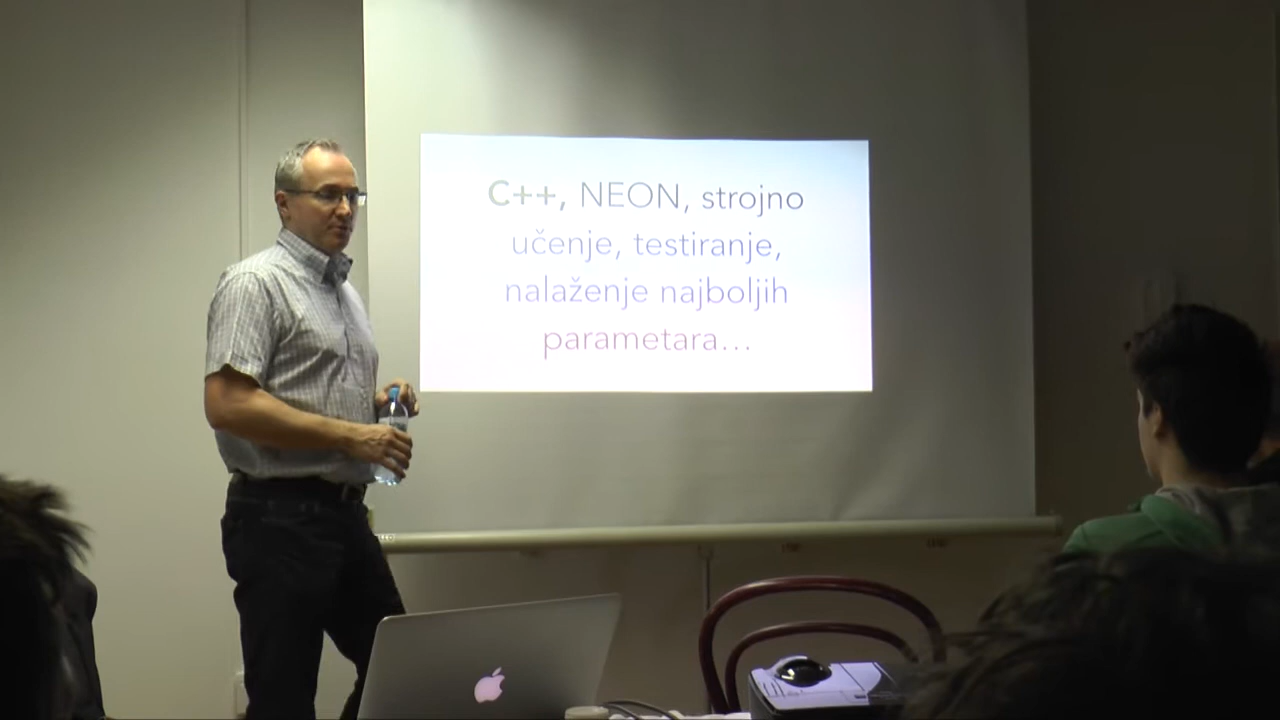 C++, NEON, strojno
učenje, testiranje,
nalaženje najboljih
parametara...